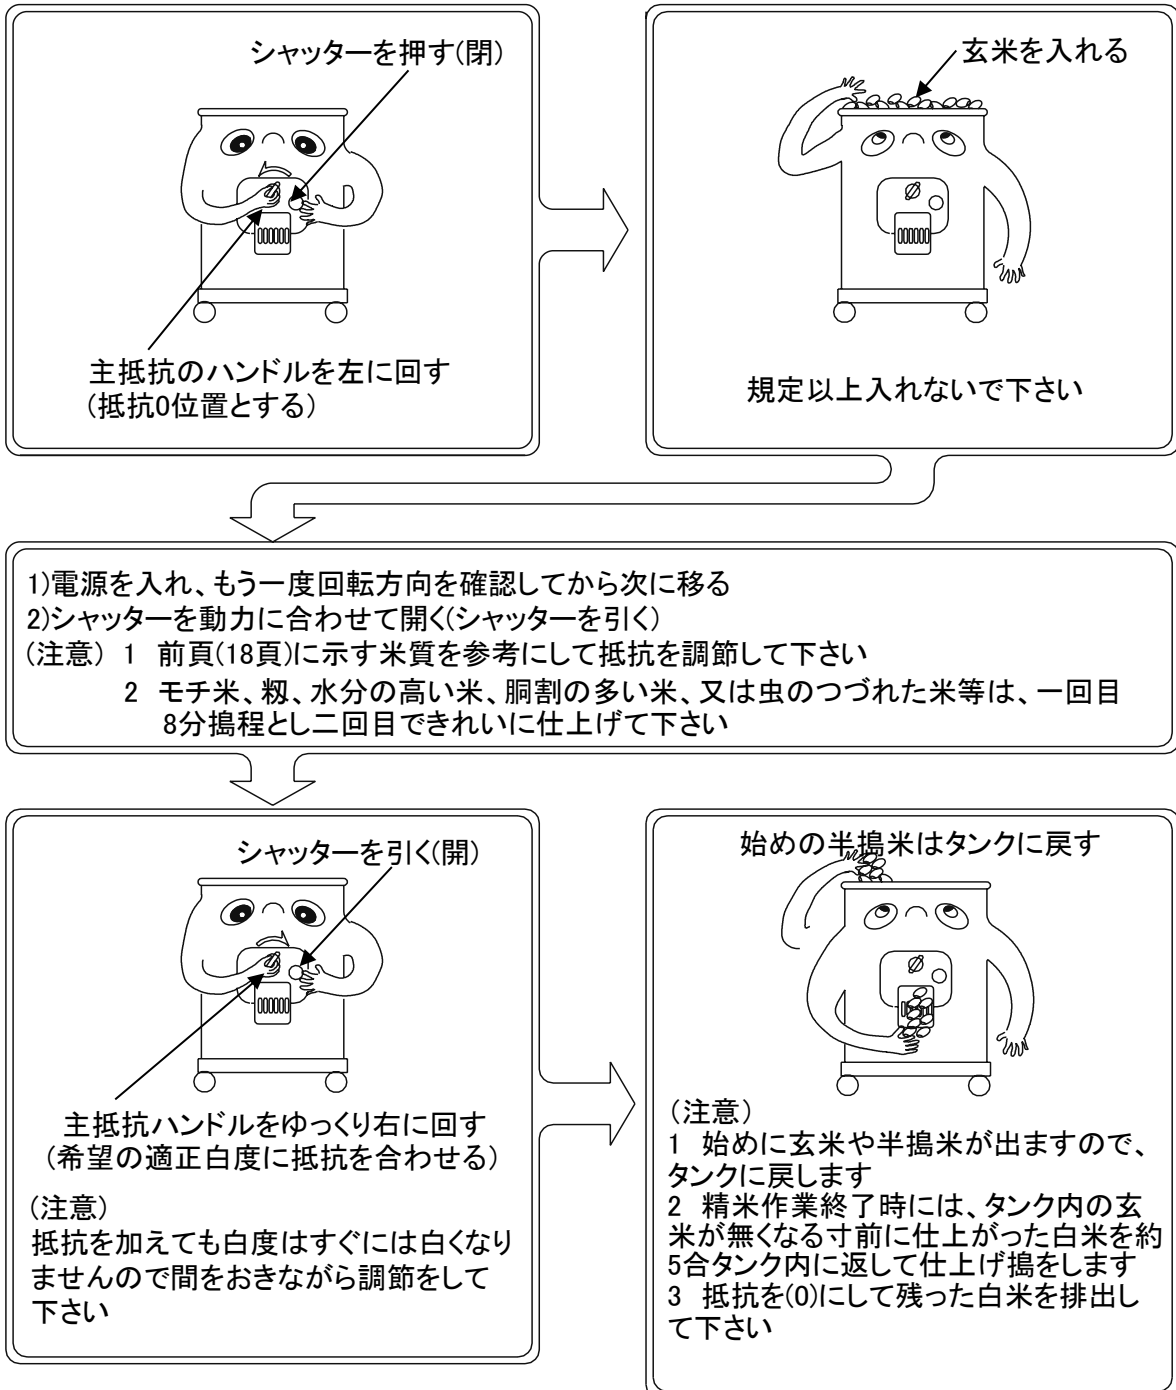 シャッターを押す(閉)
主抵抗のハンドルを左に回す
(抵抗0位置とする)
玄米を入れる
規定以上入れないで下さい
1)電源を入れ、もう一度回転方向を確認してから次に移る
2)シャッターを動力に合わせて開く(シャッターを引く)
(注意) 1 前頁(18頁)に示す米質を参考にして抵抗を調節して下さい
2 モチ米、籾、水分の高い米、胴割の多い米、又は虫のつづれた米等は、一回目
8分搗程とし二回目できれいに仕上げて下さい
シャッターを引く(開)
主抵抗ハンドルをゆっくり右に回す
(希望の適正白度に抵抗を合わせる)
(注意)
抵抗を加えても白度はすぐには白くなり
ませんので間をおきながら調節をして
下さい
始めの半搗米はタンクに戻す
(注意)
1 始めに玄米や半搗米が出ますので、
タンクに戻します
2 精米作業終了時には、タンク内の玄
米が無くなる寸前に仕上がった白米を約
5合タンク内に返して仕上げ搗をします
3 抵抗を(0)にして残った白米を排出し
て下さい